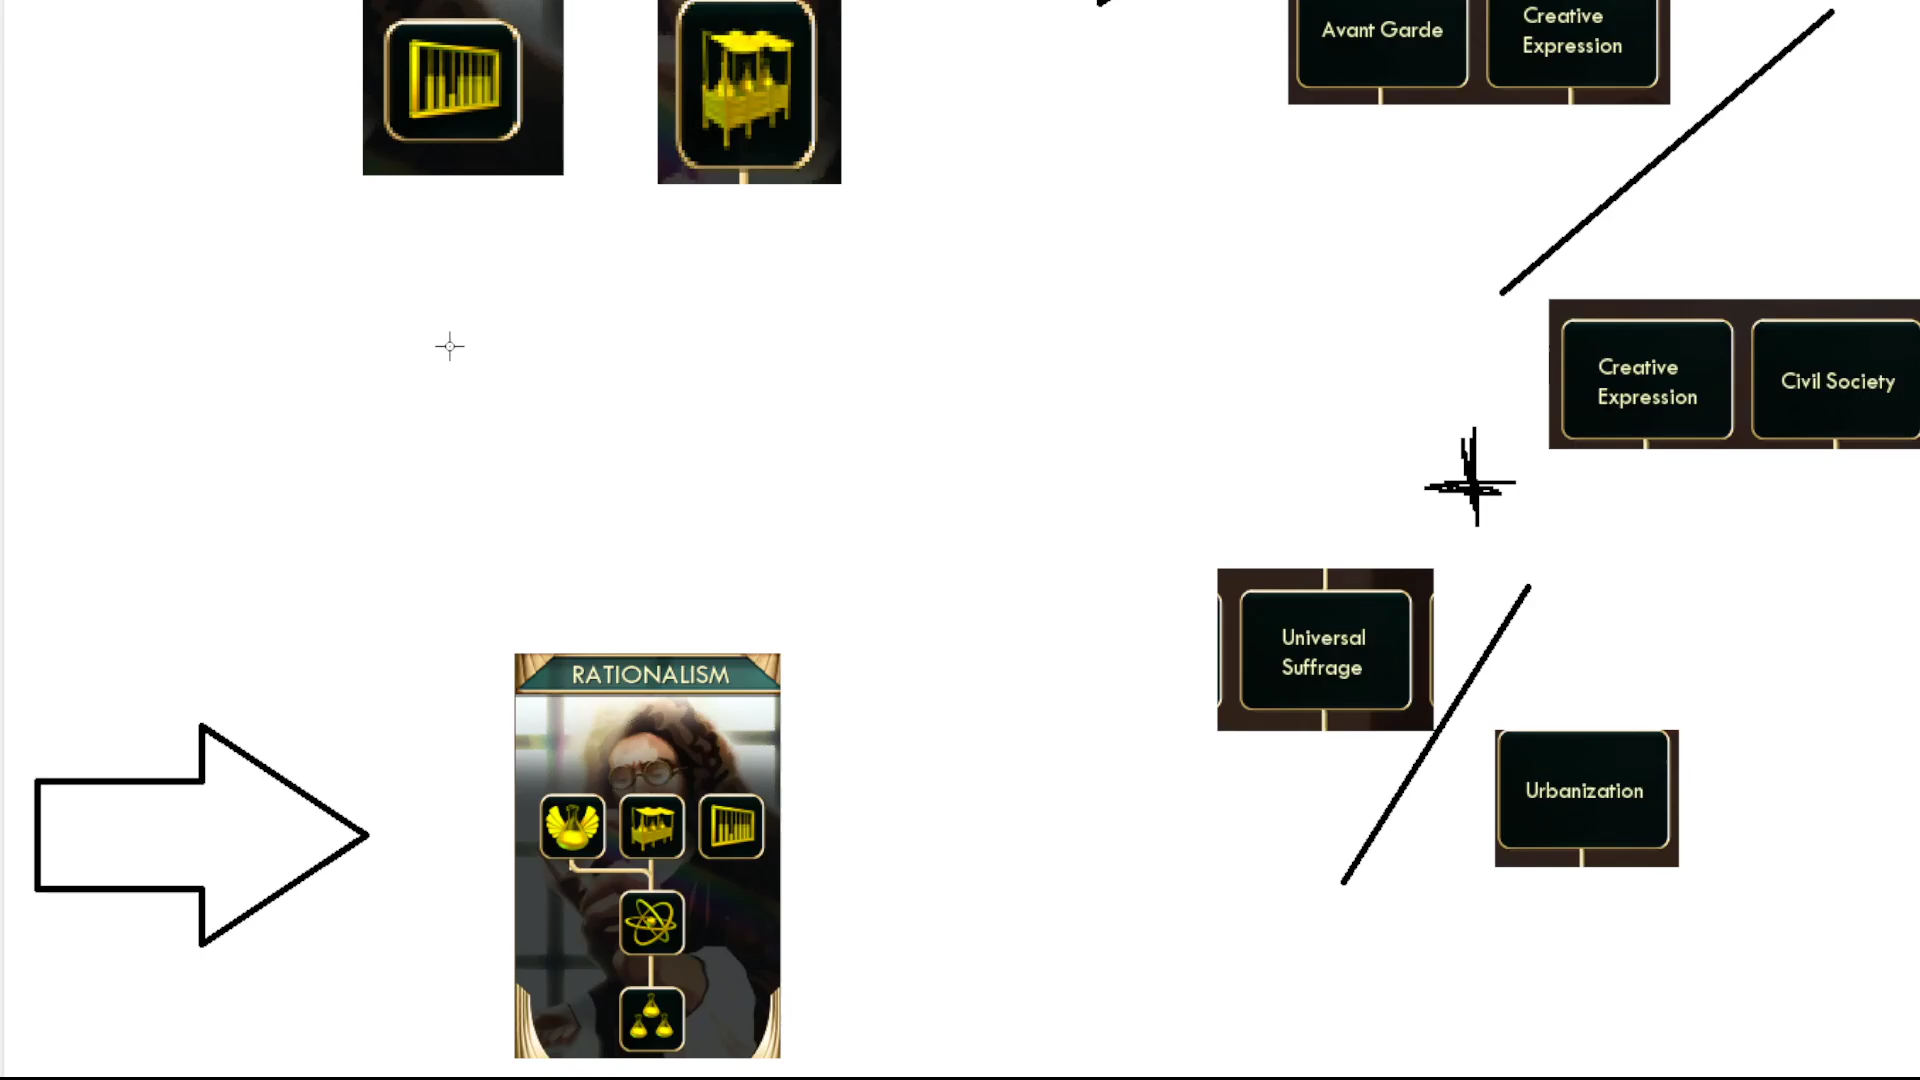 Avant Garde
Creative
Expression
Creative
Expression
Civil Society
Universal
Suffrage
RATIONALISM
Urbanization